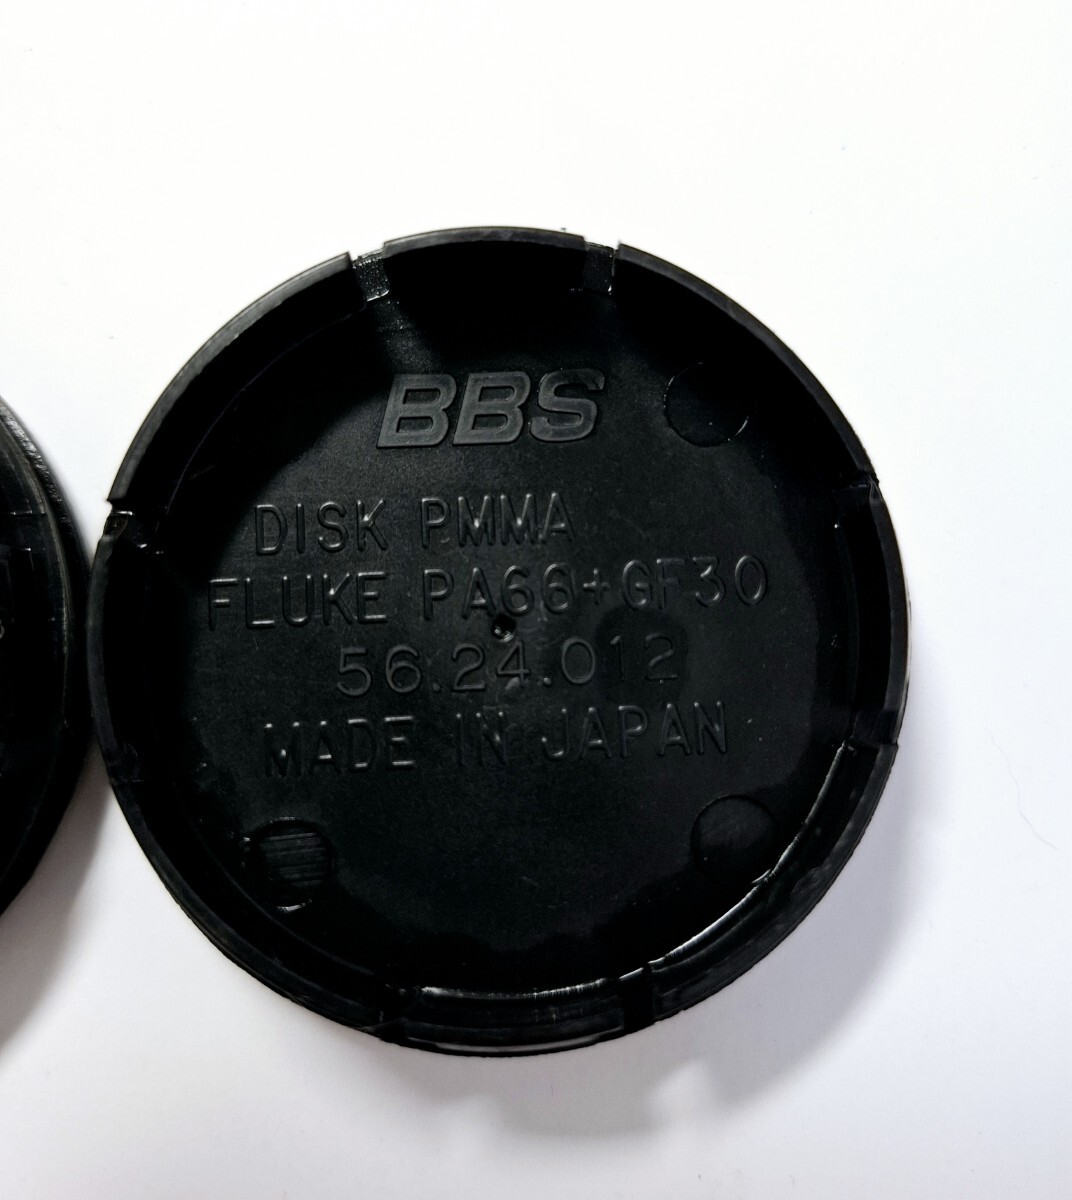 BBS
DISK PMMA
FLUKE PA66+GF30
56.24.012
MADE IN JAPAN